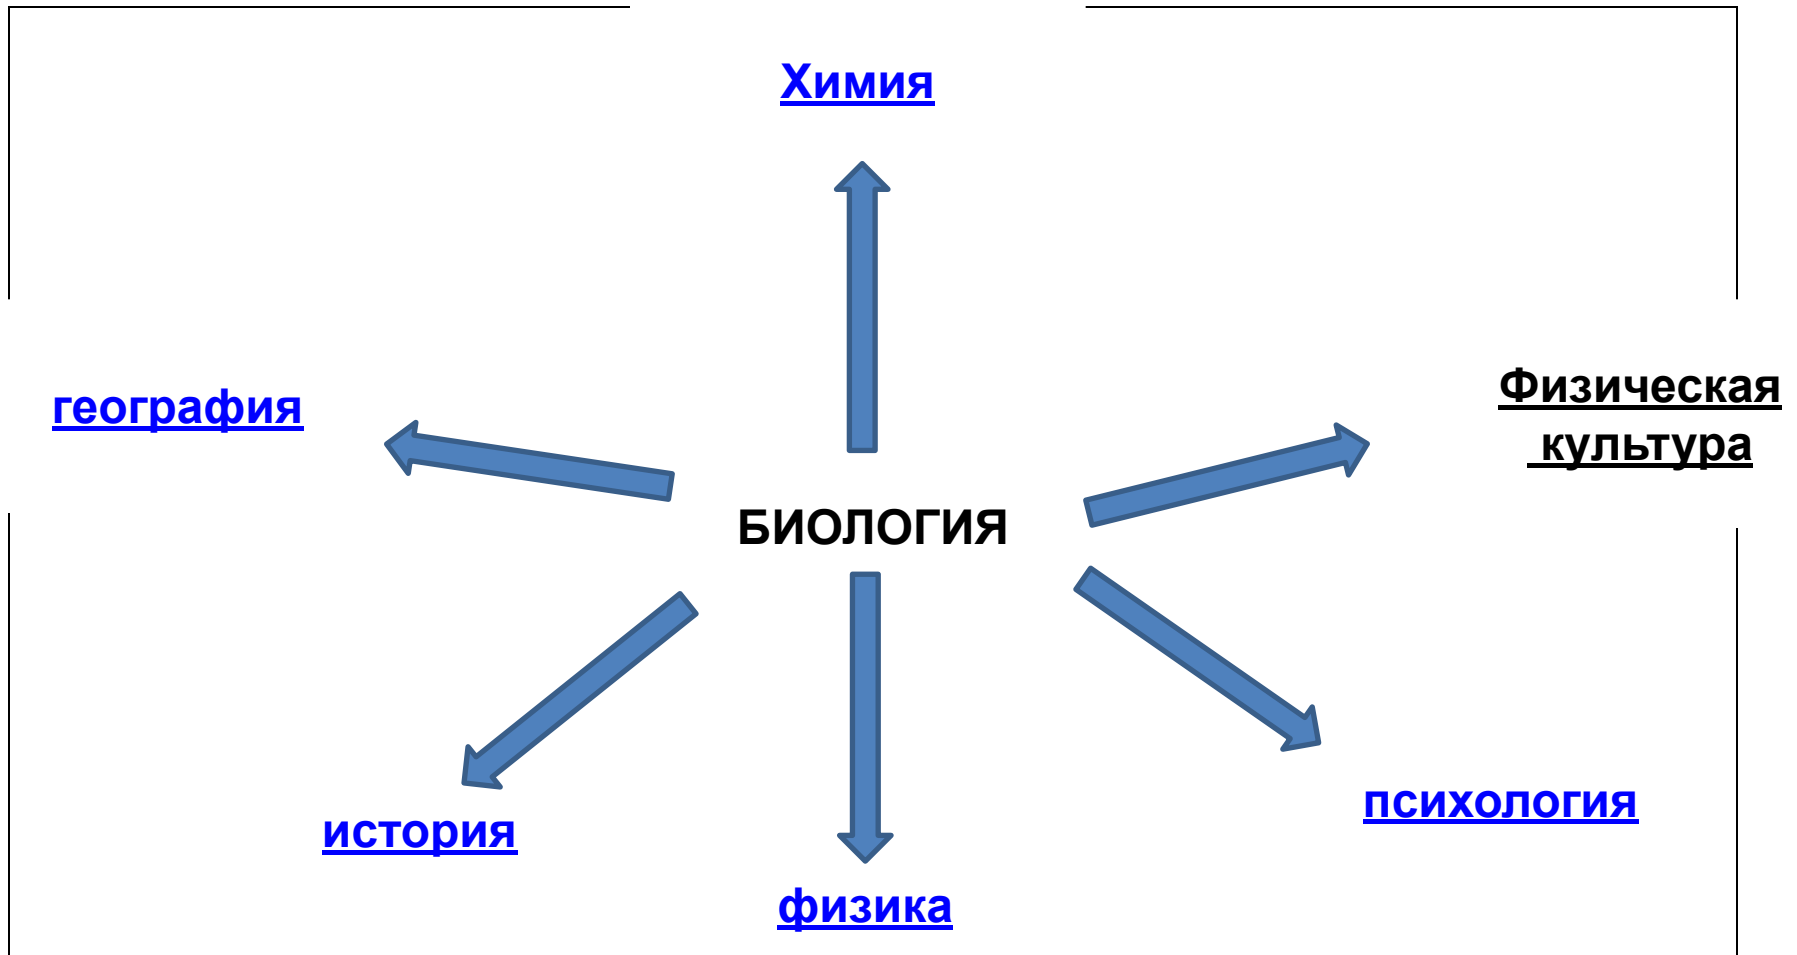 Химия
география
Физическая
культура
БИОЛОГИЯ
психология
история
физика